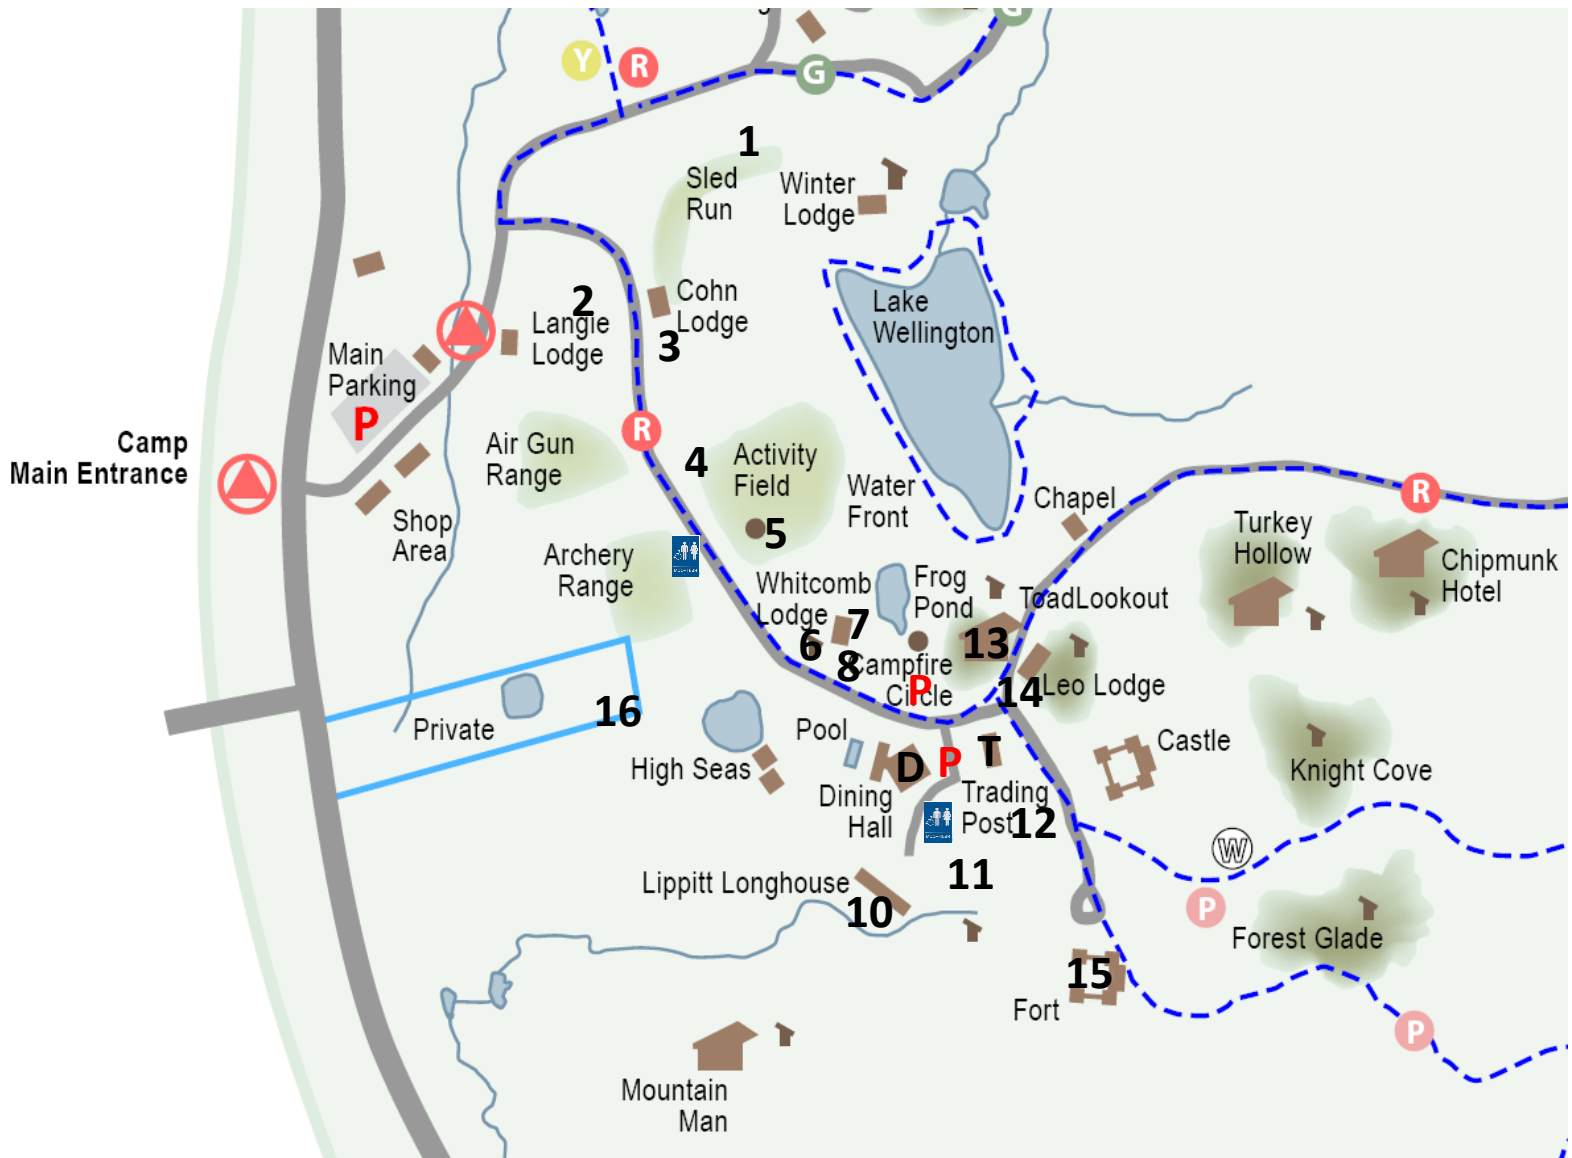 G
Y
R
G
1
Sled
Run
Winter
Lodge
2
Cohn
Lodge
Langle
Lodge
3
Lake
Wellington
Main
Parking
P
Camp
Main Entrance
R
Air Gun
Range
4
Activity
Field
5
Water
Front
Chapel
R
Shop
Area
Turkey
Hollow
Chipmunk
Hotel
Archery
Range
Whitcomb
Lodge
Frog
Pond
ToadLookout
6
7
8
13
Campfire
Circle
P
14
Leo Lodge
16
Private
Pool
High Seas
D
P
T
Castle
Knight Cove
Dining
Hall
Trading
Post
12
W
11
Lippitt Longhouse
10
P
Forest Glade
15
Fort
P
Mountain
Man